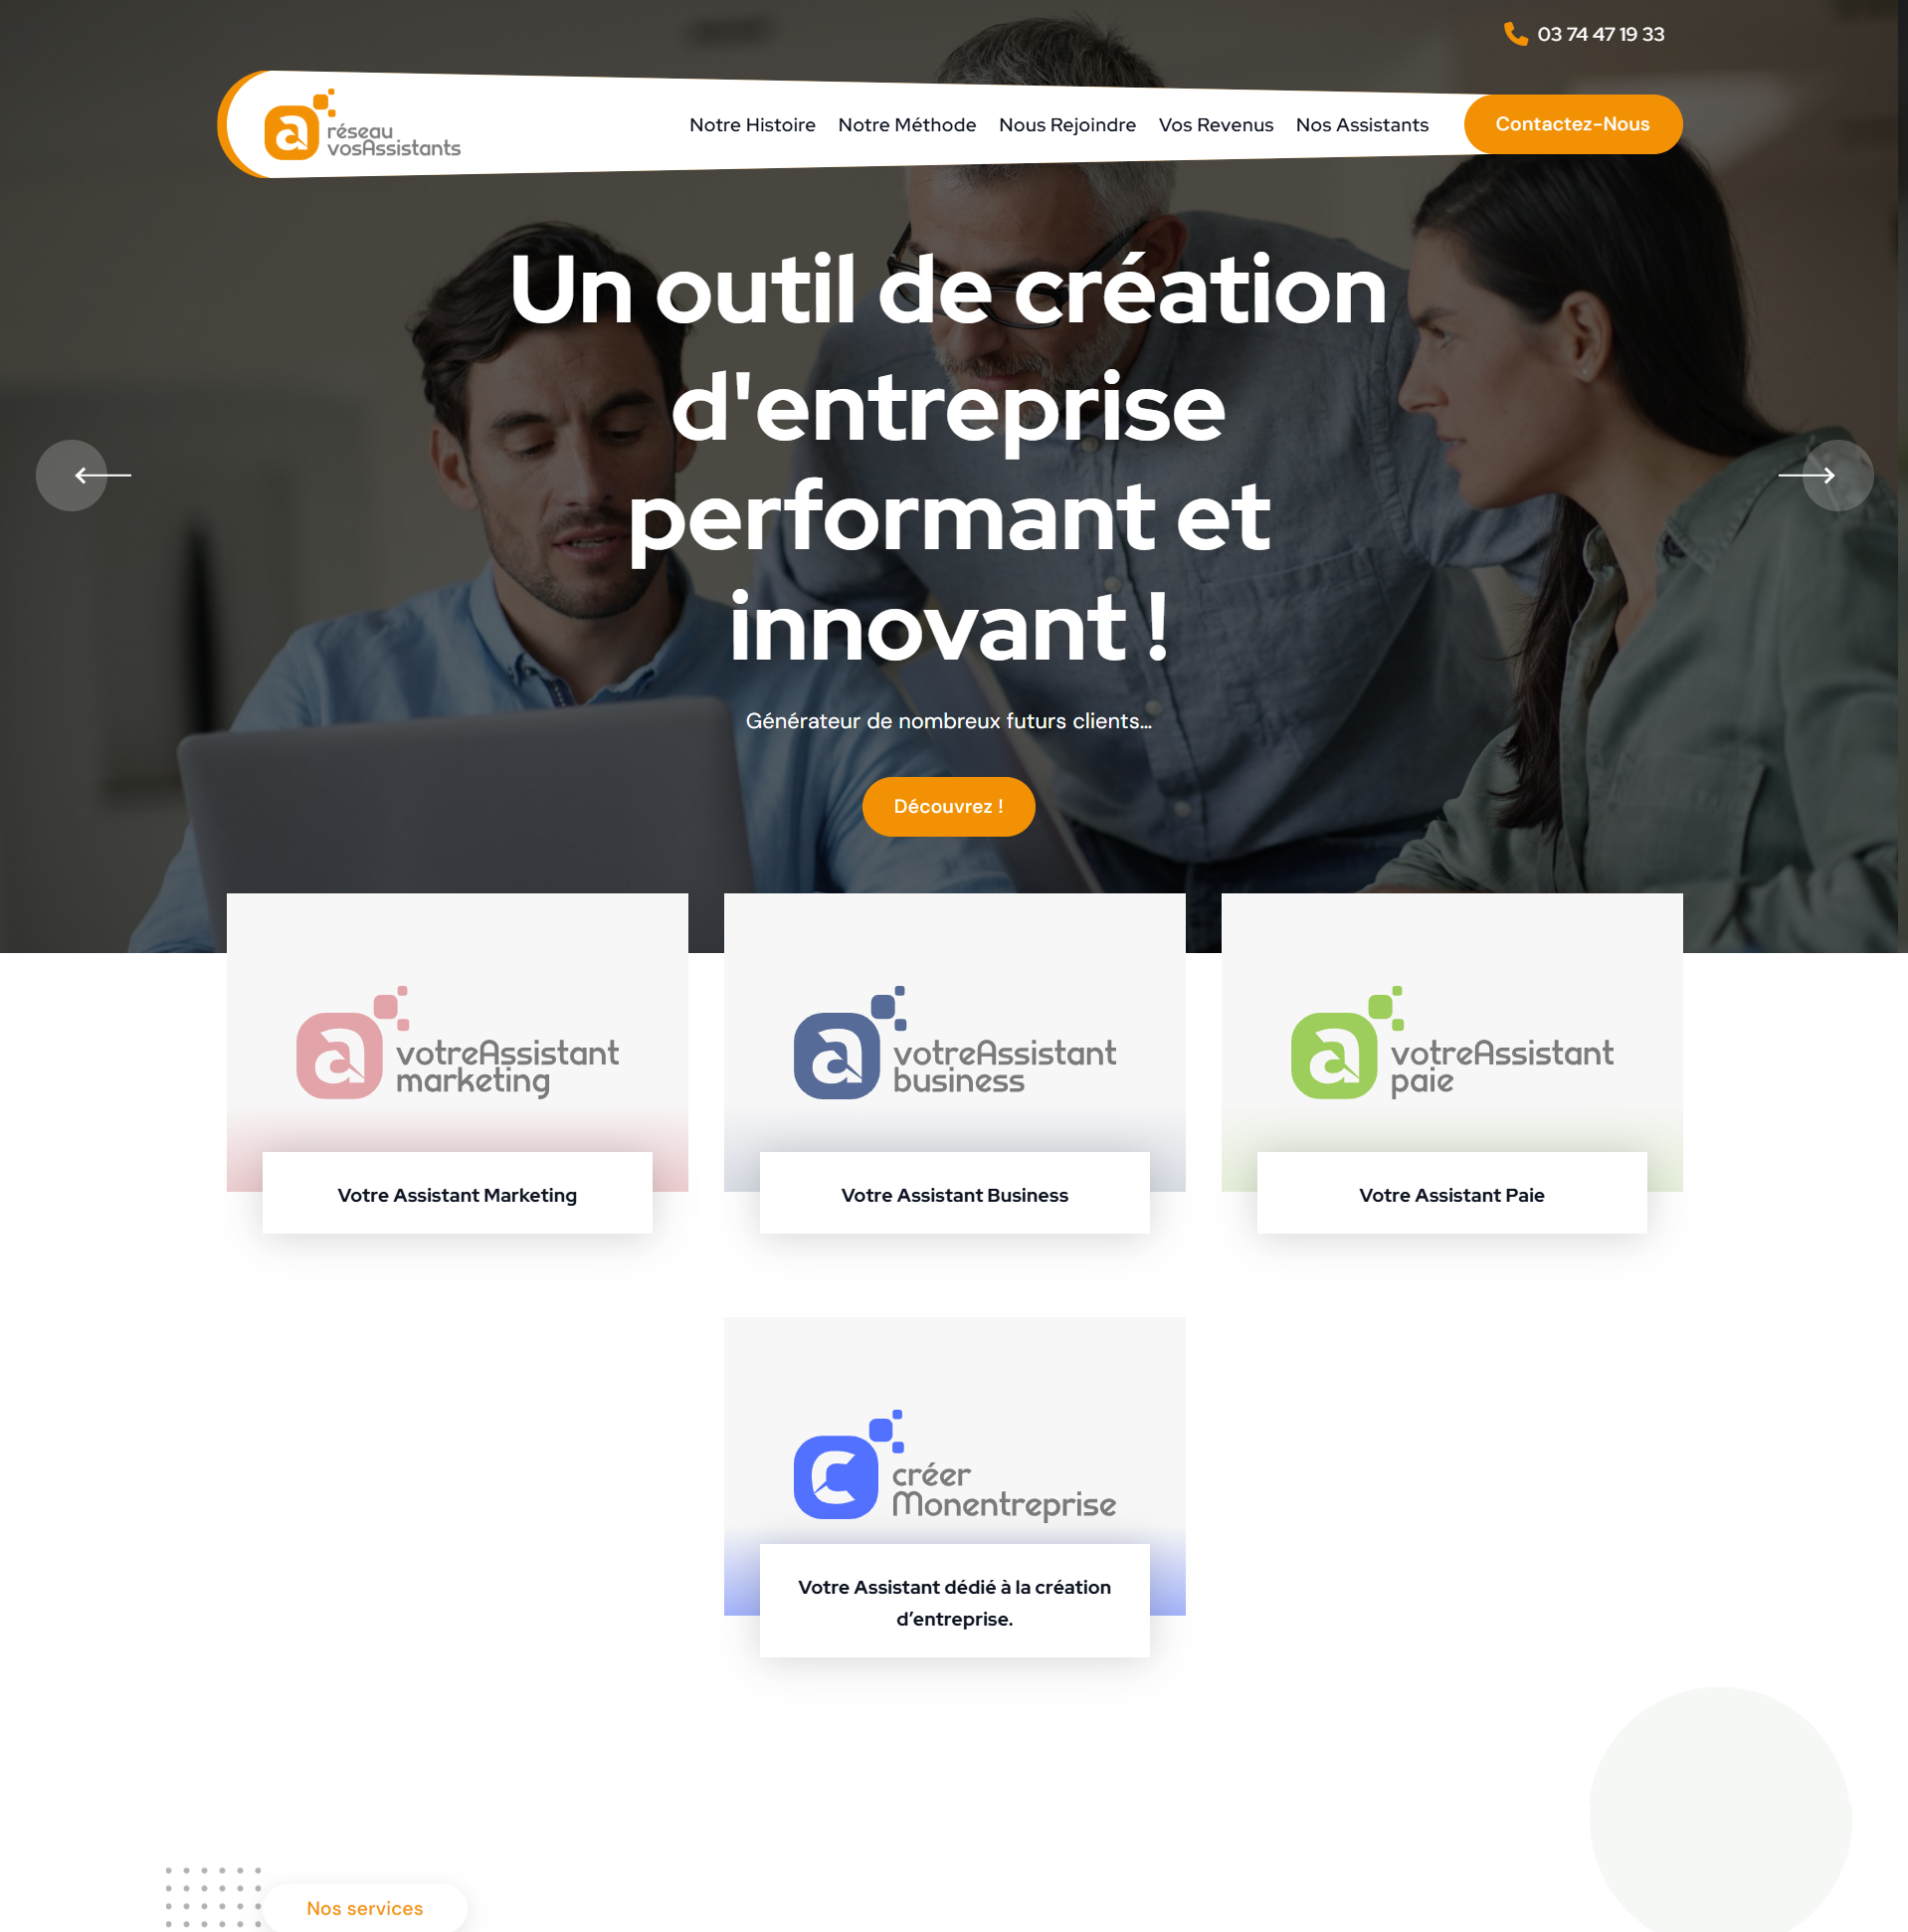 03 74 47 19 33
a réseau
vosAssistants
Notre Histoire Notre Méthode Nous Rejoindre Vos Revenus Nos Assistants Contactez-Nous
Un outil de création
d'entreprise
performant et
innovant !
Générateur de nombreux futurs clients...
Découvrez !
a votreAssistant
marketing
a votreAssistant
business
a votreAssistant
paie
Votre Assistant Marketing
Votre Assistant Business
Votre Assistant Paie
c créer
Monentreprise
Votre Assistant dédié à la création
d’entreprise.
Nos services